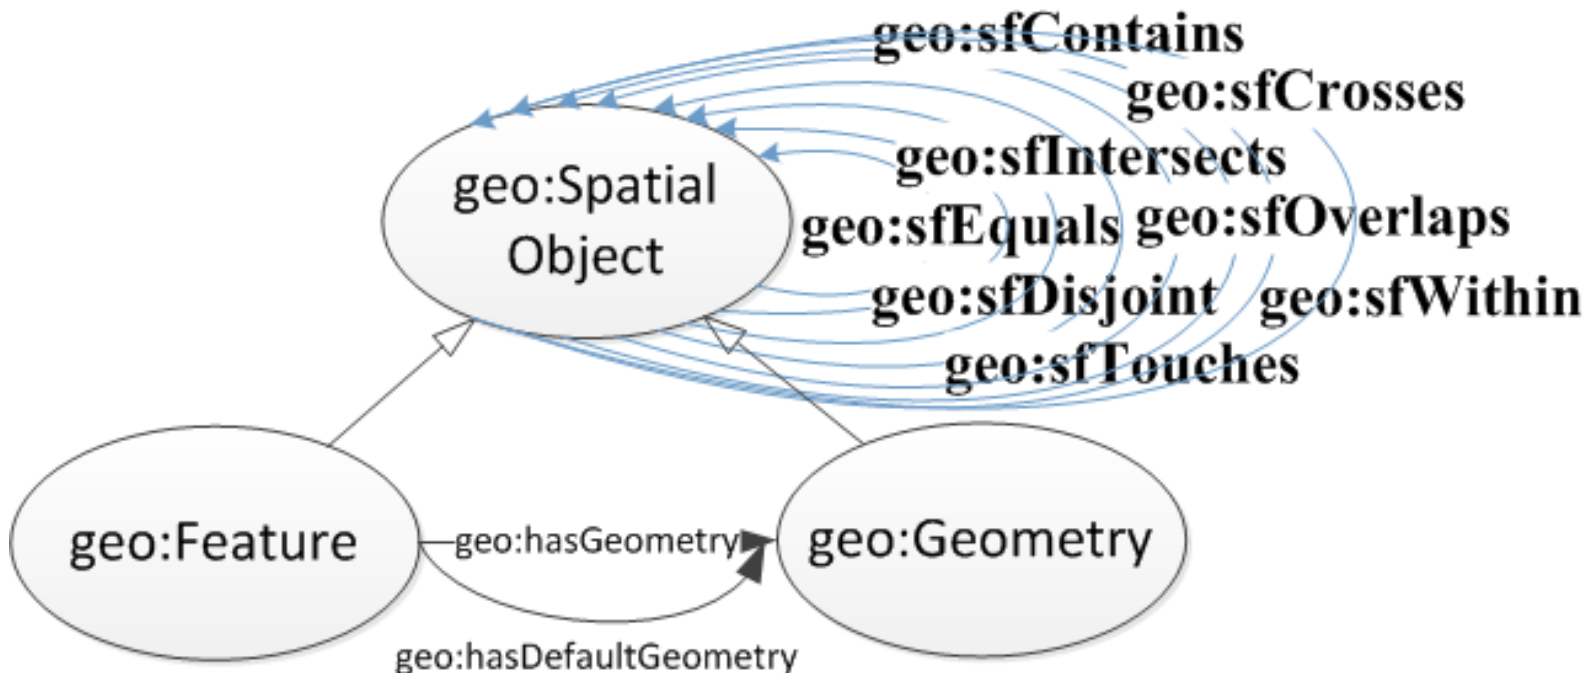 geo:sfContains
geo:sfCrosses
geo:sfIntersects
geo:Spatial
Object
geo:sfEquals
geo:sfOverlaps
geo:sfDisjoint
geo:sfWithin
geo:sfTouches
geo:Feature
geo:hasGeometry
geo:Geometry
geo:hasDefaultGeometry